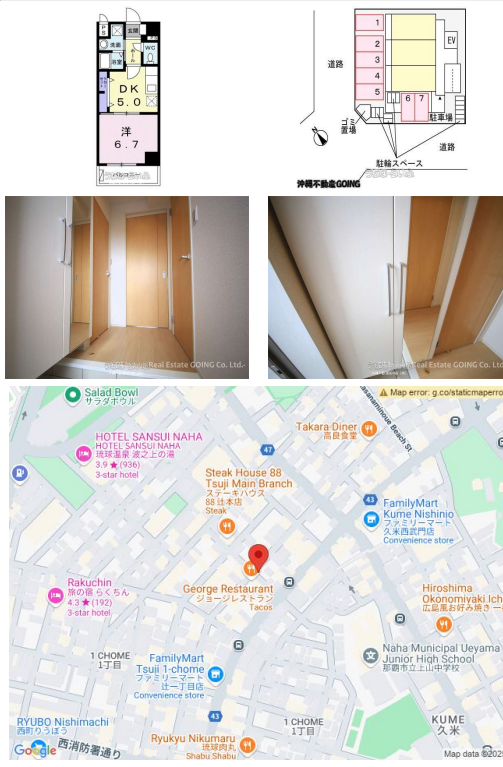 PS
玄関
洗面
浴室
ホール
WC
DK
5.0
洋
6.7
バルコニー
1
2
3
4
5
6 7
EV
道路
ゴミ
置場
N
駐車場
道路
駐輪スペース
沖縄不動産GOING
Real Estate GOING Co. Ltd.
Real Estate GOING Co. Ltd.
Salad Bowl
サラダボウル
Map error: g.co/staticmaperro
HOTEL SANSUI NAHA
HOTEL SANSUI NAHA
琉球温泉 波之上の湯
3.9 ★ (936)
3-star hotel
Takara Diner
高良食堂
asanaminoue Beach St
47
Steak House 88
Tsuji Main Branch
ステーキハウス
88 辻本店
Steak
43
FamilyMart
Kume Nishinio
ファミリーマート
久米西武門店
Convenience store
Rakuchin
旅の宿 らくちん
4.3 ★ (192)
3-star hotel
George Restaurant
ジョージレストラン
Tacos
Hiroshima
Okonomiyaki Ich
広島風お好み焼き 一
Naha Municipal Ueyama
Junior High School
那覇市立上山中学校
1 CHOME
1丁目
FamilyMart
Tsuji 1-chome
ファミリーマート
辻一丁目店
Convenience store
43
RYUBO Nishimachi
西町りうぼう
1 CHOME
1丁目
KUME
久米
Ryukyu Nikumaru
琉球肉丸
Shabu Shabu
Google
西消防署通り
Map data ©2025